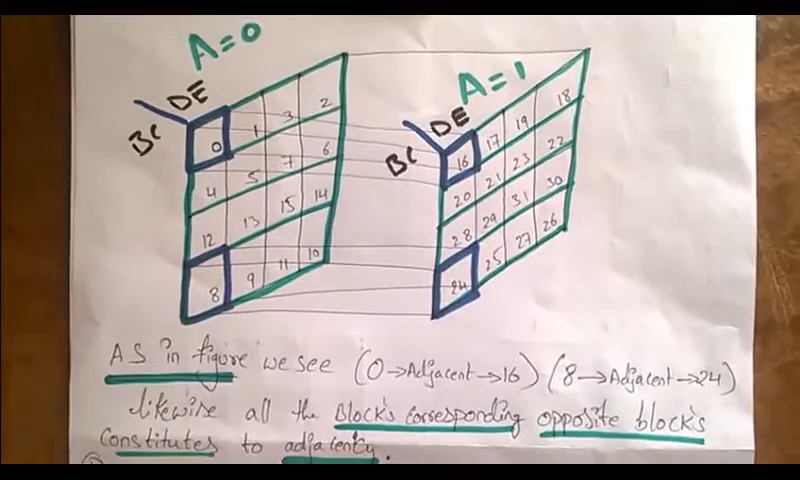 A=0
A=1
DE
BC
DE
BC
0 1 3 2
4 5 7 6
12 13 15 14
8 9 11 10
16 17 19 18
20 21 23 22
28 29 31 30
24 25 27 26
AS in figure we see (0→Adjacent→16) (8→Adjacent→24)
likewise all the Block's corresponding opposite block's
constitutes to adjacency.